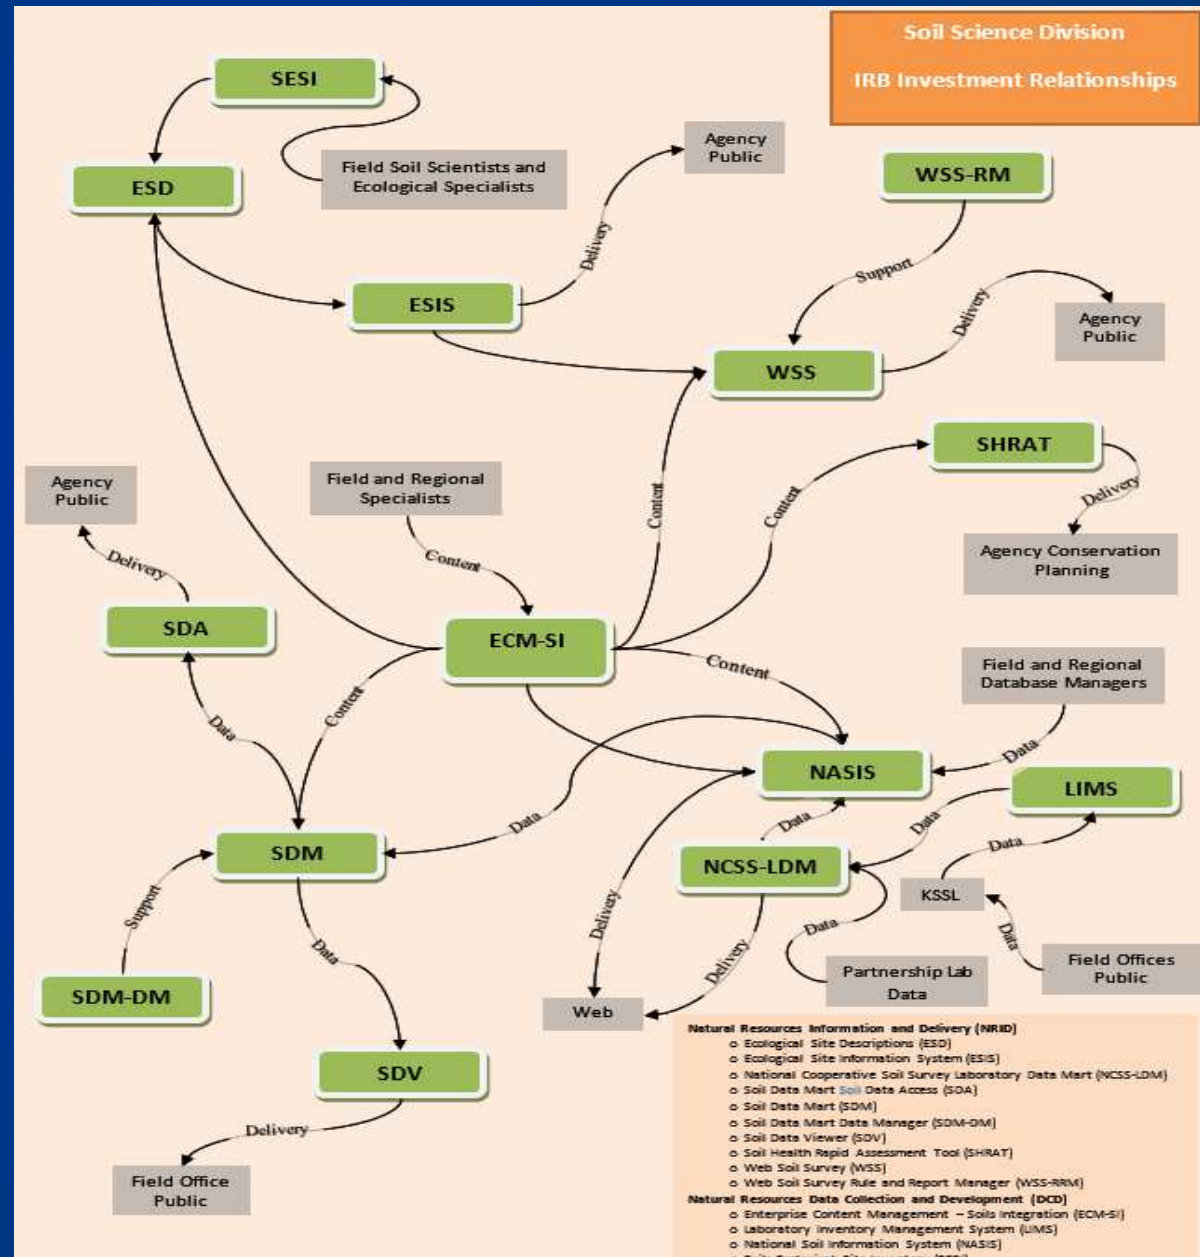 Soil Science Division
IRB Investment Relationships
SESI
Field Soil Scientists and
Ecological Specialists
Agency
Public
WSS-RM
ESD
Delivery
Support
ESIS
Delivery
Agency
Public
WSS
SHRAT
Agency
Public
Field and Regional
Specialists
Content
Content
Delivery
Agency Conservation
Planning
Delivery
Content
SDA
ECM-SI
Content
Field and Regional
Database Managers
Data
Content
Data
NASIS
LIMS
Data
Data
Data
Data
SDM
NCSS-LDM
KSSL
Support
Delivery
Data
Data
Data
Delivery
SDM-DM
Partnership Lab
Data
Field Offices
Public
Web
SDV
Delivery
Field Office
Public
Natural Resources Information and Delivery (NRID)
o Ecological Site Descriptions (ESD)
o Ecological Site Information System (ESIS)
o National Cooperative Soil Survey Laboratory Data Mart (NCSS-LDM)
o Soil Data Mart Soil Data Access (SDA)
o Soil Data Mart (SDM)
o Soil Data Mart Data Manager (SDM-DM)
o Soil Data Viewer (SDV)
o Soil Health Rapid Assessment Tool (SHRAT)
o Web Soil Survey (WSS)
o Web Soil Survey Rule and Report Manager (WSS-RRM)
Natural Resources Data Collection and Development (DCD)
o Enterprise Content Management – Soils Integration (ECM-SI)
o Laboratory Inventory Management System (LIMS)
o National Soil Information System (NASIS)